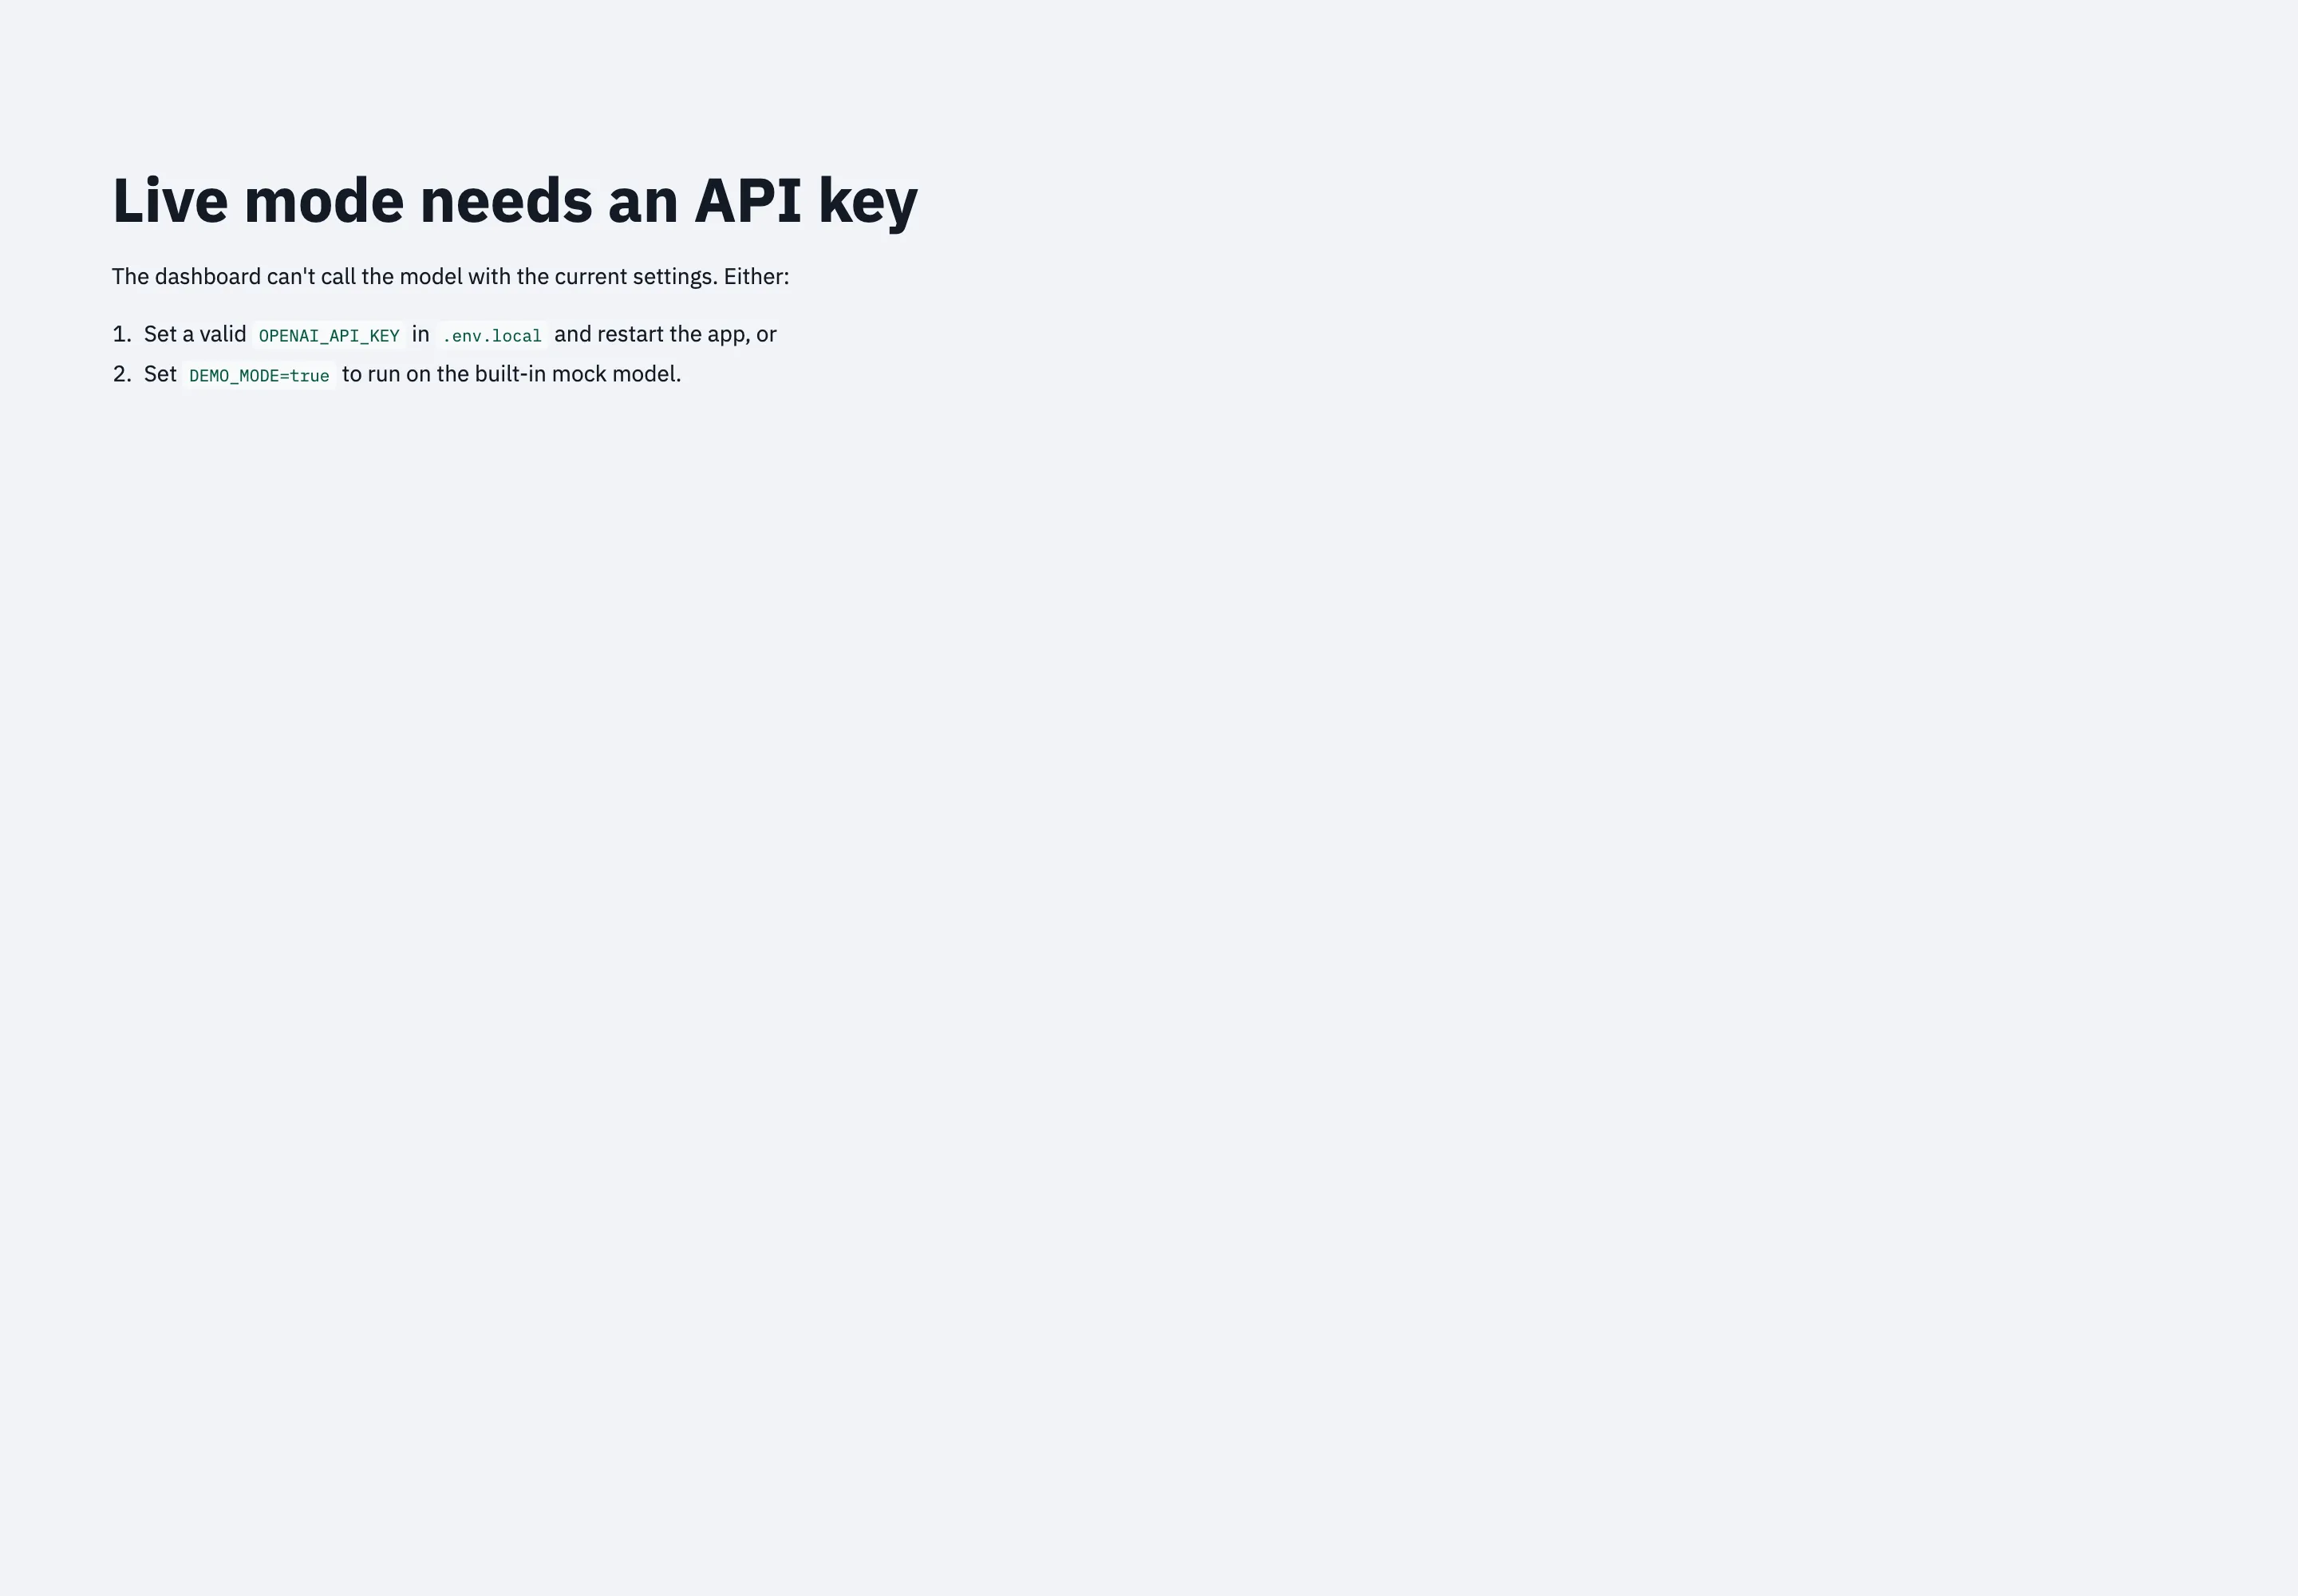 Live mode needs an API key
The dashboard can't call the model with the current settings. Either:
1. Set a valid OPENAI_API_KEY in .env.local and restart the app, or
2. Set DEMO_MODE=true to run on the built-in mock model.